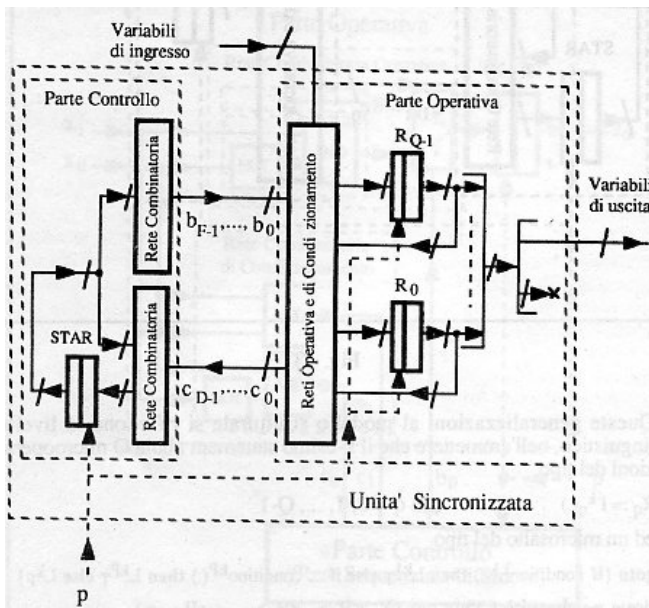 Variabili
di ingresso
Parte Controllo
Parte Operativa
Rete Combinatoria
b F-1,...., b 0
Reti Operativa e di Condizionamento
R Q-1
Variabili
di uscita
STAR
Rete Combinatoria
c D-1,...., c 0
R 0
Unita' Sincronizzata
p